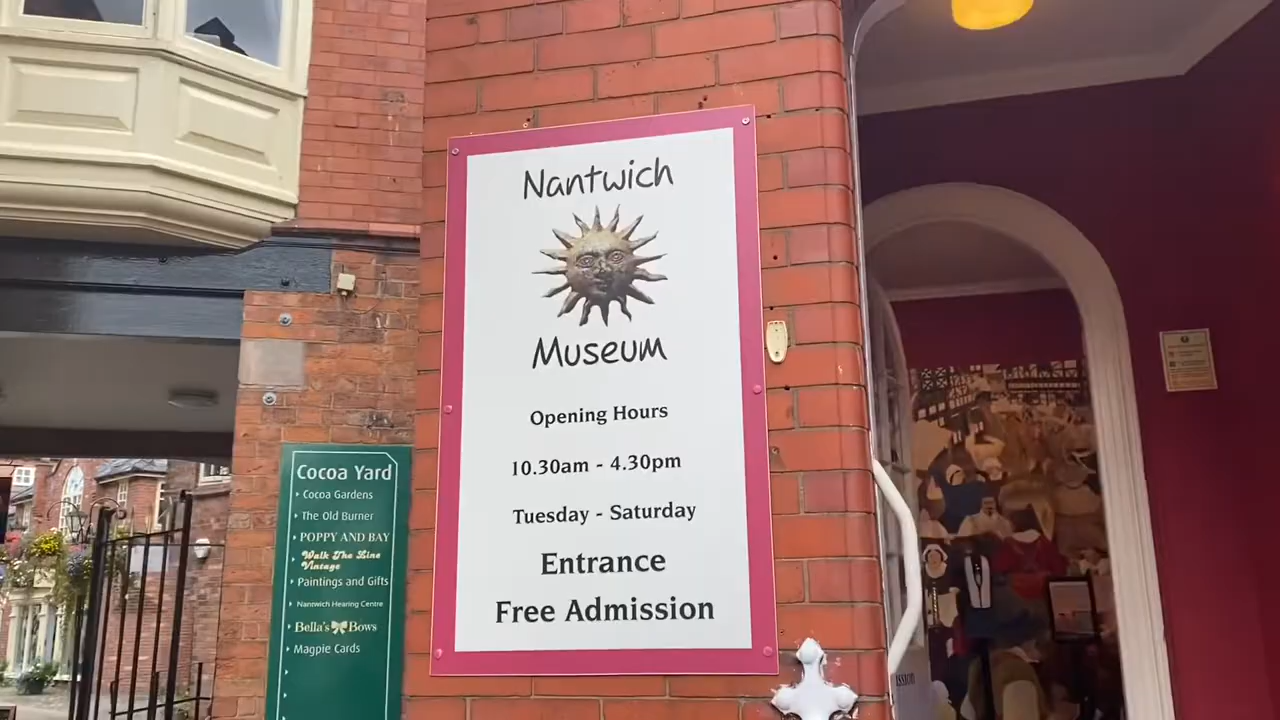 Nantwich
Museum
Opening Hours
10.30am - 4.30pm
Tuesday - Saturday
Entrance
Free Admission
Cocoa Yard
Cocoa Gardens
The Old Burner
POPPY AND BAY
Walk The Line
Vintage
Paintings and Gifts
Nantwich Hearing Centre
Bella's Bows
Magpie Cards